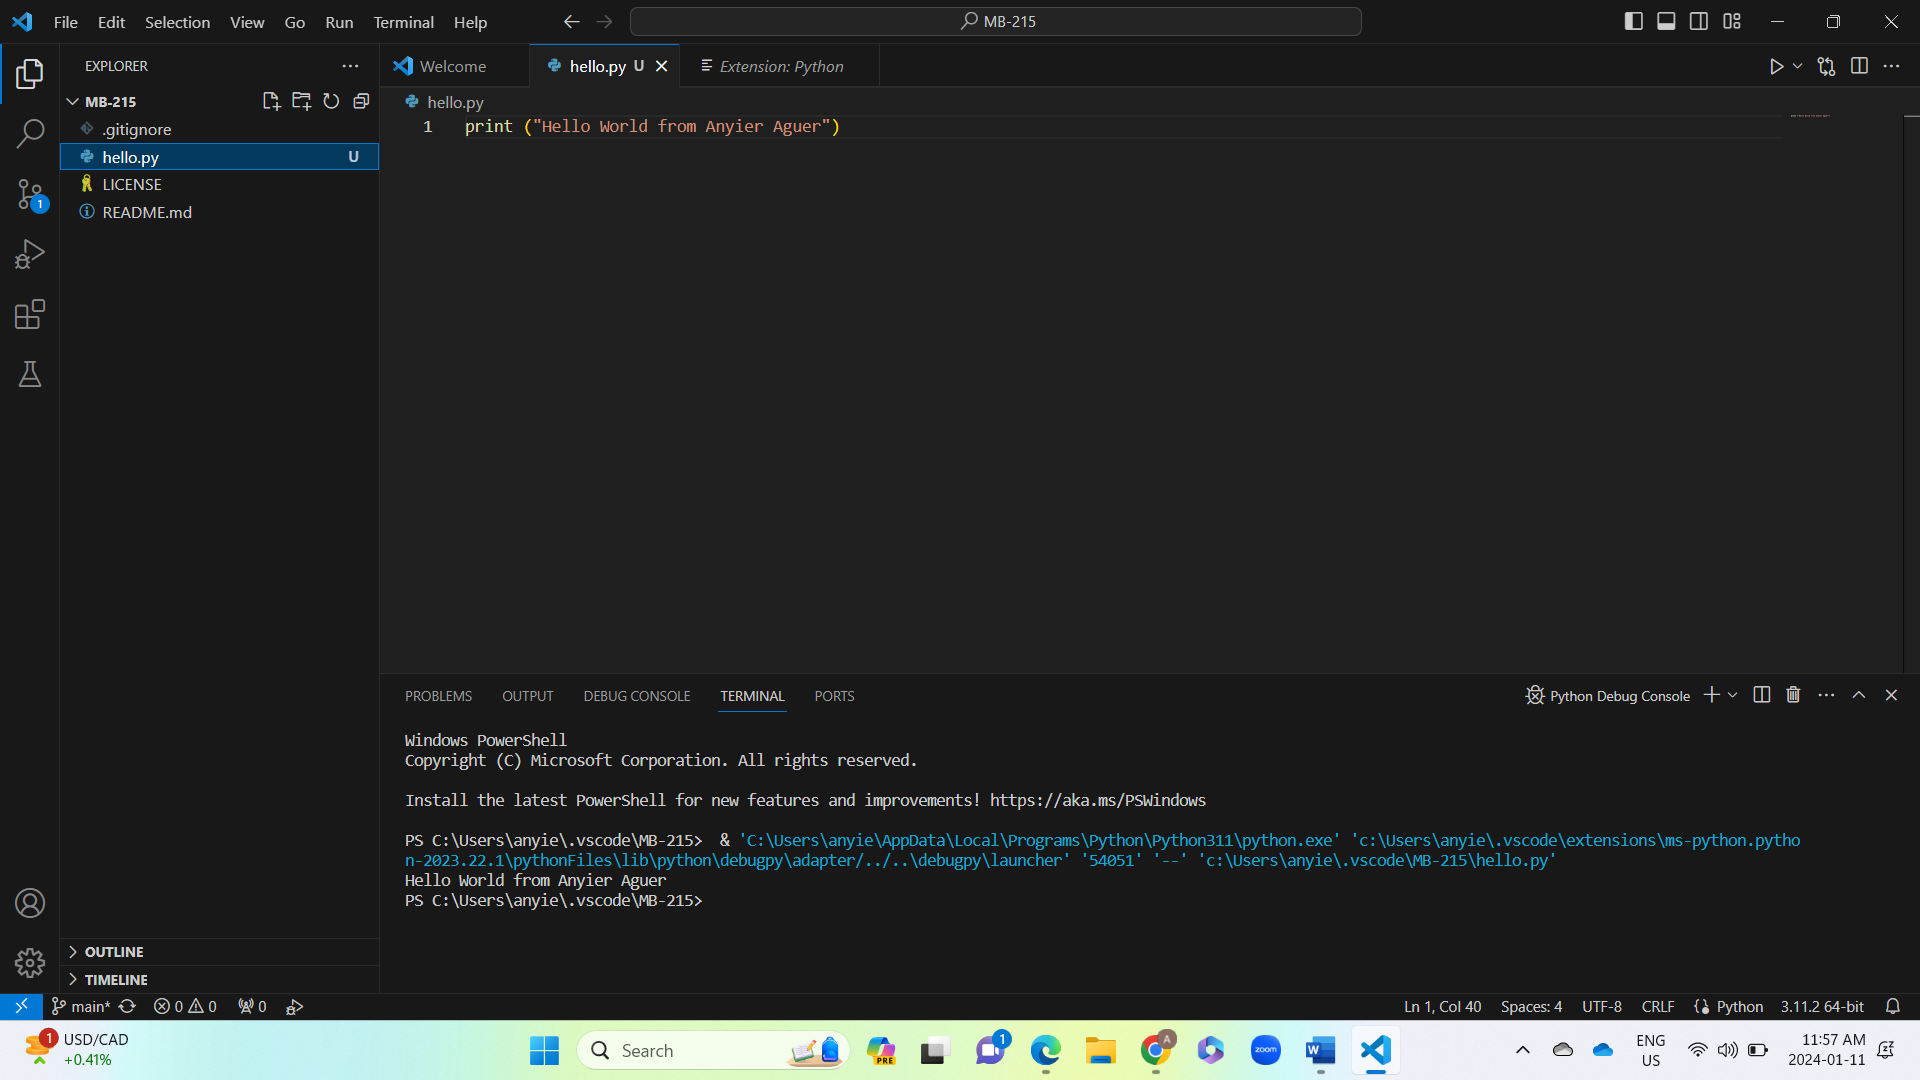 File Edit Selection View Go Run Terminal Help
MB-215
EXPLORER
MB-215
.gitignore
hello.py U
LICENSE
README.md
OUTLINE
TIMELINE
Welcome
hello.py U
Extension: Python
hello.py
1 print ("Hello World from Anyier Aguer")
1
PROBLEMS OUTPUT DEBUG CONSOLE TERMINAL PORTS
Python Debug Console
Windows PowerShell
Copyright (C) Microsoft Corporation. All rights reserved.
Install the latest PowerShell for new features and improvements! https://aka.ms/PSWindows
PS C:\Users\anyie\.vscode\MB-215>  & 'C:\Users\anyie\AppData\Local\Programs\Python\Python311\python.exe' 'c:\Users\anyie\.vscode\extensions\ms-python.pytho
n-2023.22.1\pythonFiles\lib\python\debugpy\adapter/../..\debugpy\launcher' '54051' '--' 'c:\Users\anyie\.vscode\MB-215\hello.py'
Hello World from Anyier Aguer
PS C:\Users\anyie\.vscode\MB-215>
main* 0 0 0
Ln 1, Col 40 Spaces: 4 UTF-8 CRLF Python 3.11.2 64-bit
1 USD/CAD
+0.41%
Search
PRE
1
A
zoom
W
ENG
US
11:57 AM
2024-01-11